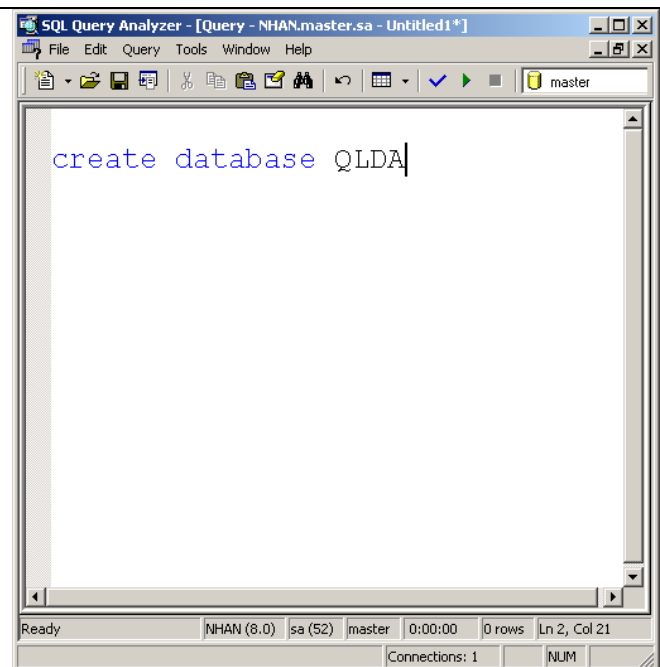 SQL Query Analyzer - [Query - NHAN.master.sa - Untitled1*]
File Edit Query Tools Window Help
master
create database QLDA
Ready NHAN (8.0) sa (52) master 0:00:00 0 rows Ln 2, Col 21
Connections: 1 NUM